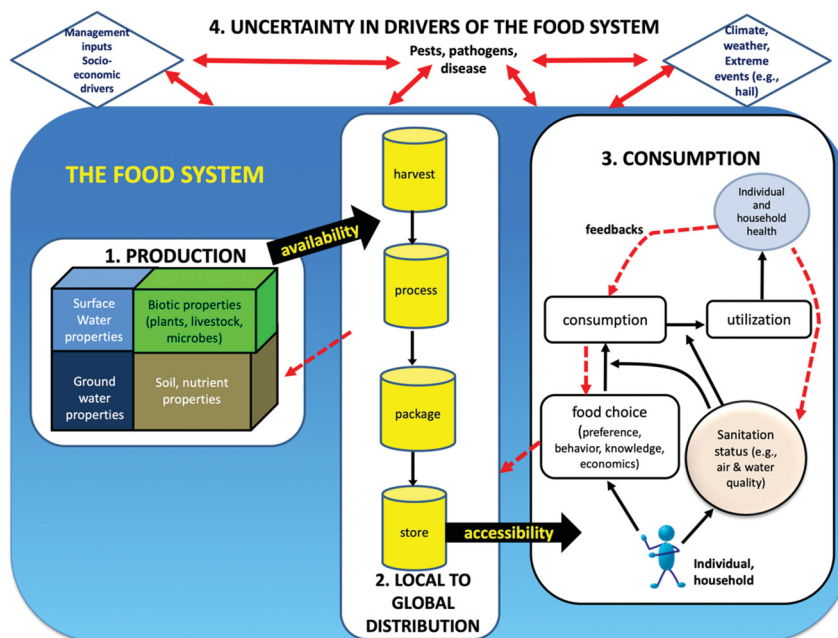 4. UNCERTAINTY IN DRIVERS OF THE FOOD SYSTEM
Management
inputs
Socio-
economic
drivers
Pests, pathogens,
disease
Climate,
weather,
Extreme
events (e.g.,
hail)
THE FOOD SYSTEM
1. PRODUCTION
Surface
Water
properties
Biotic properties
(plants, livestock,
microbes)
Ground
water
properties
Soil, nutrient
properties
availability
harvest
process
package
store
2. LOCAL TO
GLOBAL
DISTRIBUTION
accessibility
3. CONSUMPTION
Individual
and
household
health
feedbacks
consumption
utilization
food choice
(preference,
behavior, knowledge,
economics)
Sanitation
status (e.g.,
air & water
quality)
Individual,
household